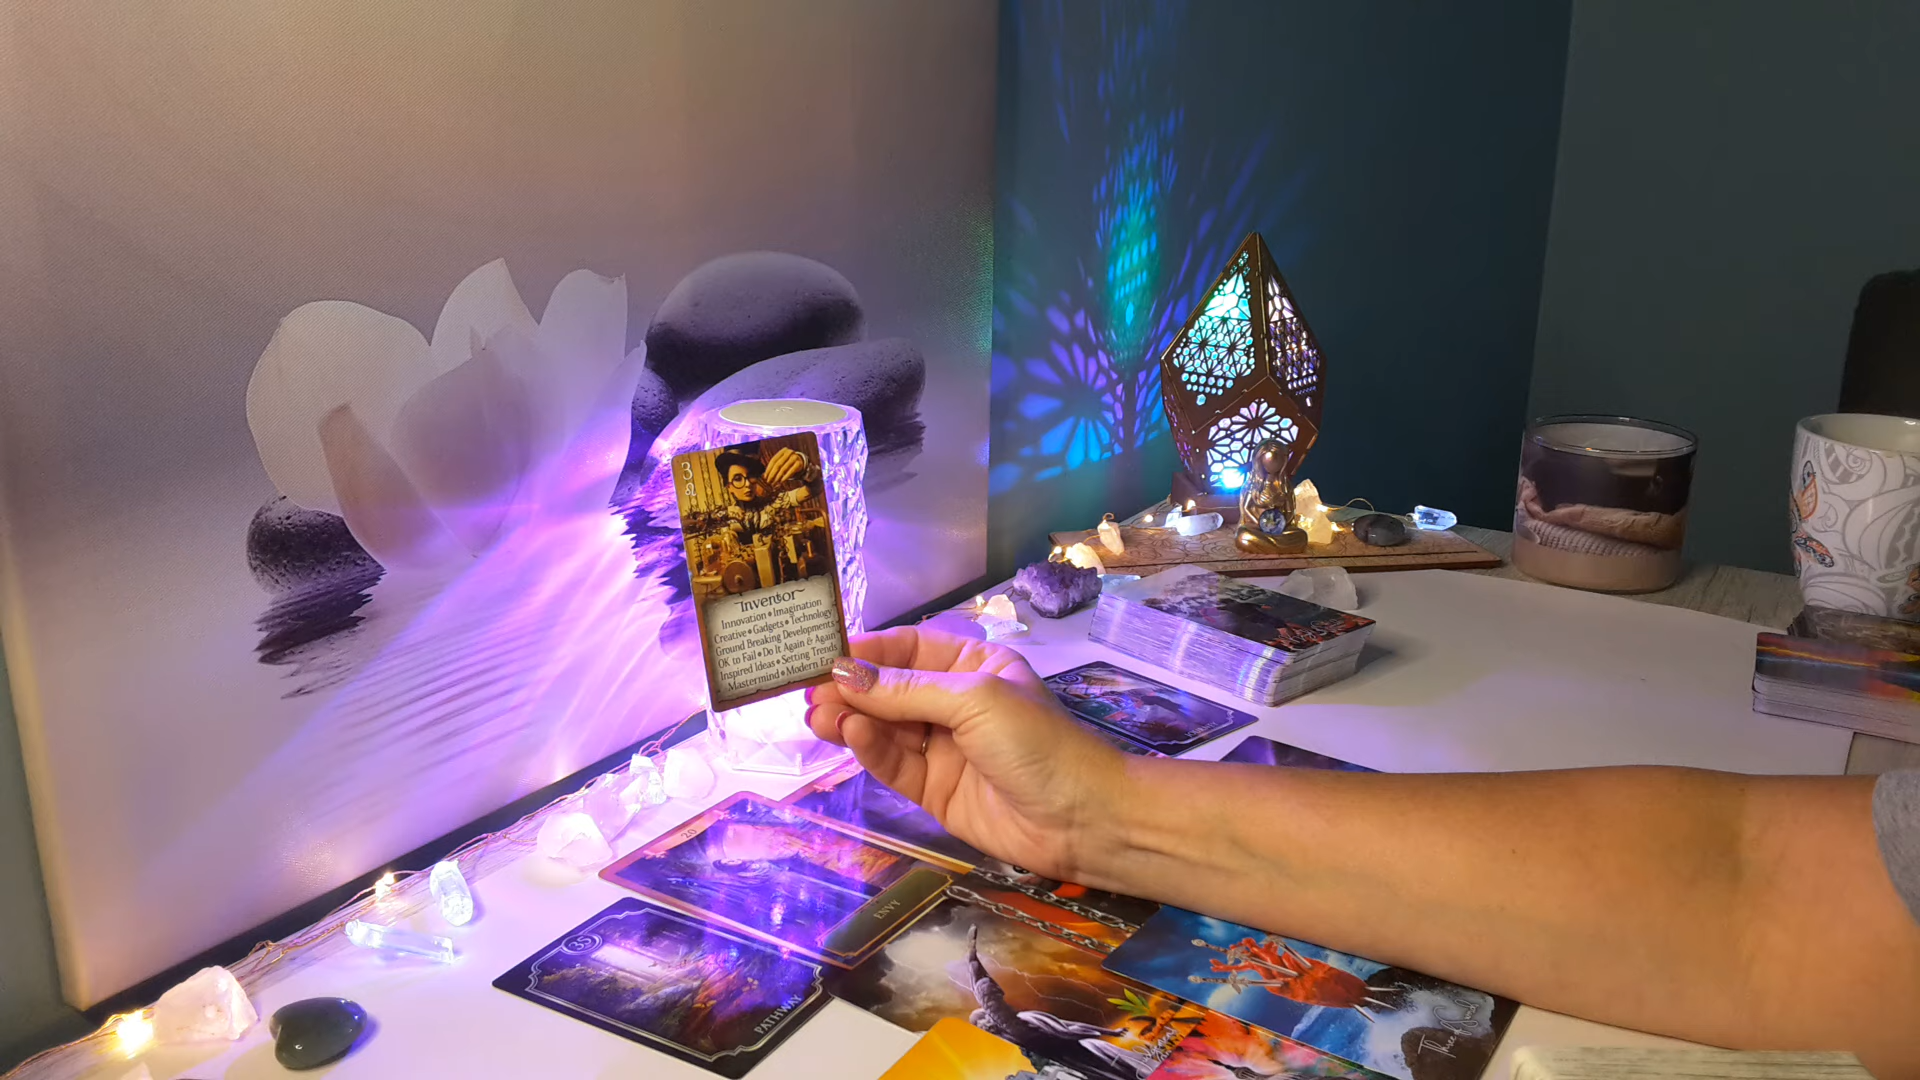 3
Inventor
Innovation • Imagination
Creative • Gadgets • Technology
Ground Breaking Developments
OK to Fail • Do It Again & Again
Inspired Ideas • Setting Trends
Mastermind • Modern Era
20
ENVY
35
PATHWAY
Three of Swords